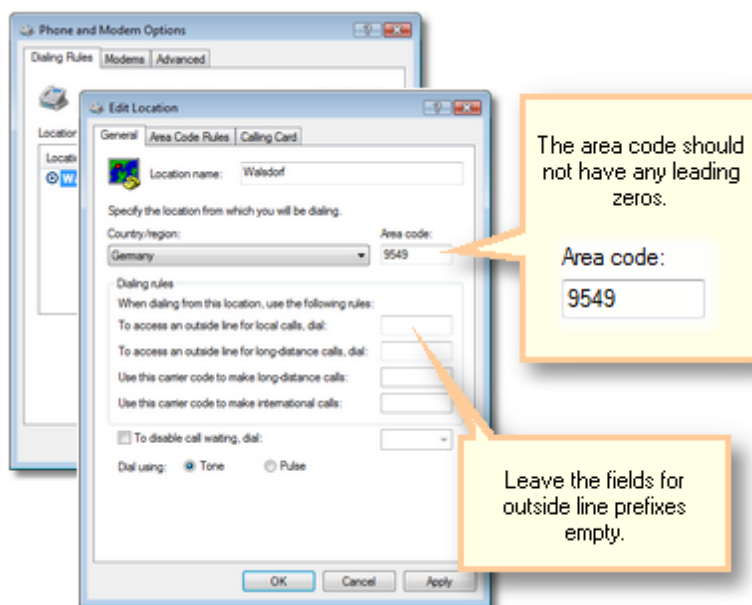 Phone and Modem Options
Dialing Rules Modems Advanced
Edit Location
General Area Code Rules Calling Card
Location name: Walsdorf
Specify the location from which you will be dialing.
Country/region: Area code:
Germany 9549
Dialing rules
When dialing from this location, use the following rules:
To access an outside line for local calls, dial:
To access an outside line for long-distance calls, dial:
Use this carrier code to make long-distance calls:
Use this carrier code to make international calls:
To disable call waiting, dial:
Dial using: Tone Pulse
OK Cancel Apply
The area code should
not have any leading
zeros.
Area code:
9549
Leave the fields for
outside line prefixes
empty.